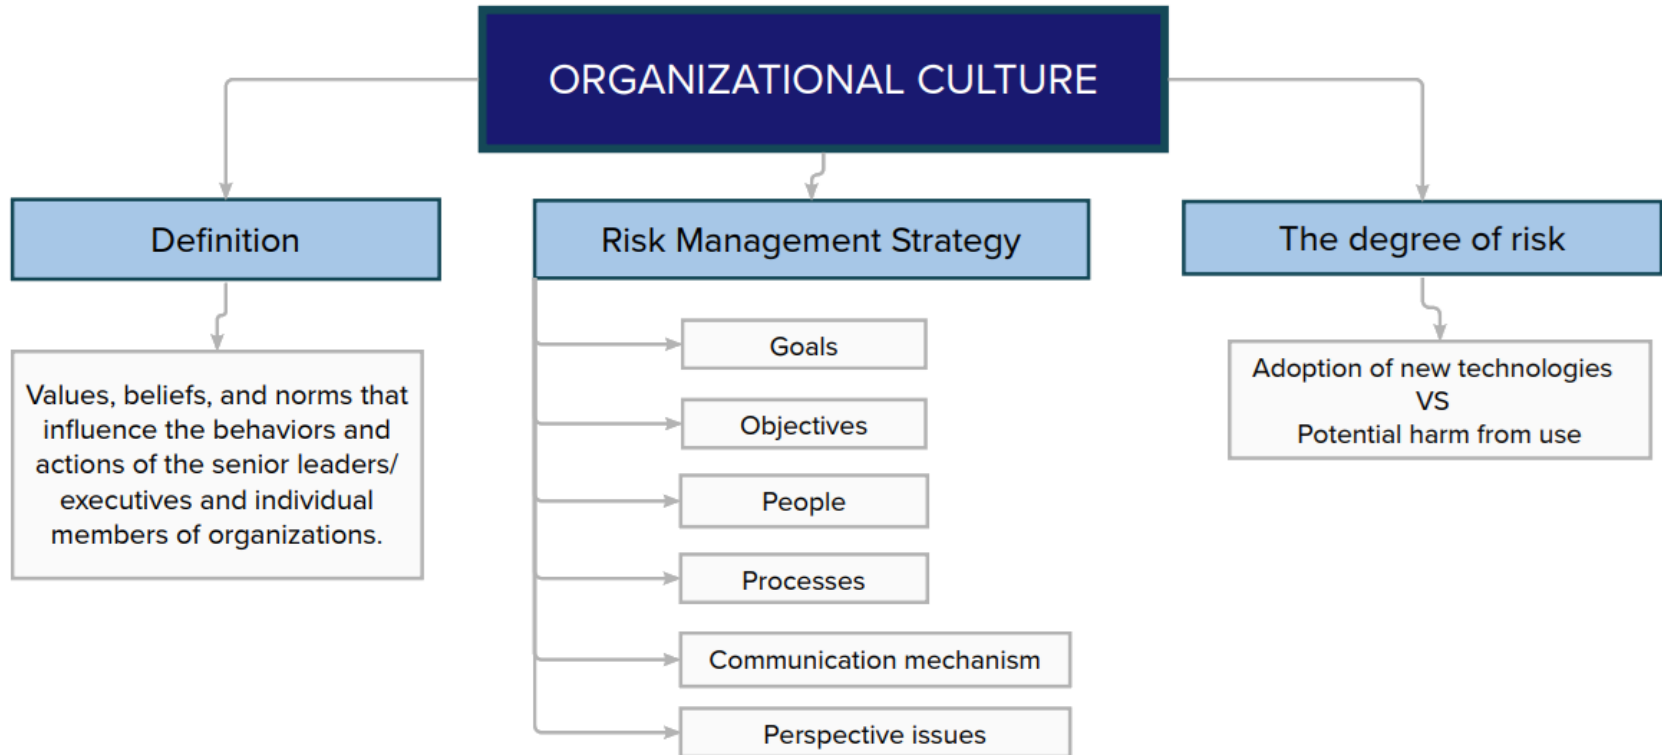 ORGANIZATIONAL CULTURE
Definition
Values, beliefs, and norms that
influence the behaviors and
actions of the senior leaders/
executives and individual
members of organizations.
Risk Management Strategy
Goals
Objectives
People
Processes
Communication mechanism
Perspective issues
The degree of risk
Adoption of new technologies
VS
Potential harm from use